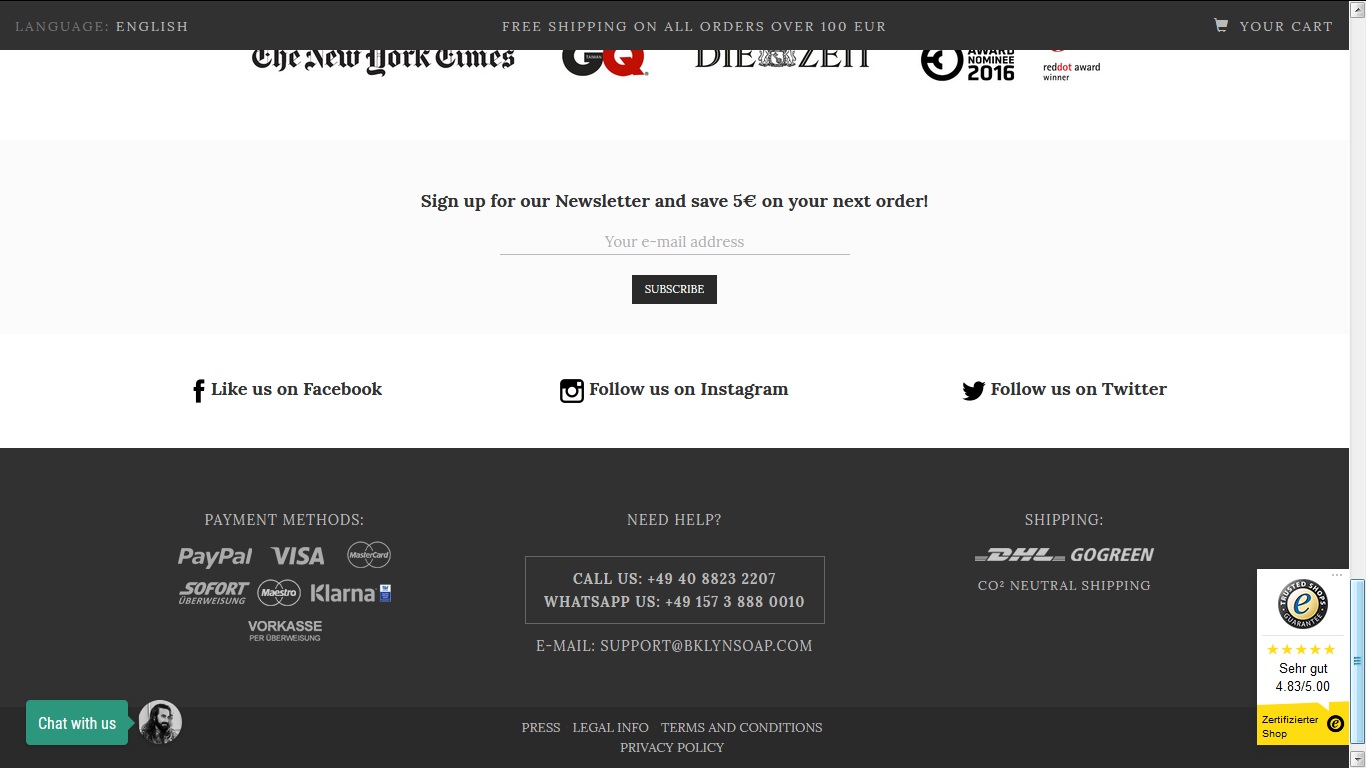 LANGUAGE: ENGLISH
FREE SHIPPING ON ALL ORDERS OVER 100 EUR
YOUR CART
The New York Times
GQ
TAIWAN
DIE ZEIT
AWARD
NOMINEE
2016
reddot award
winner
Sign up for our Newsletter and save 5€ on your next order!
Your e-mail address
SUBSCRIBE
Like us on Facebook
Follow us on Instagram
Follow us on Twitter
PAYMENT METHODS:
PayPal VISA MasterCard
SOFORT ÜBERWEISUNG Maestro Klarna
VORKASSE
PER ÜBERWEISUNG
NEED HELP?
CALL US: +49 40 8823 2207
WHATSAPP US: +49 157 3 888 0010
E-MAIL: SUPPORT@BKLYNSOAP.COM
SHIPPING:
DHL GOGREEN
CO² NEUTRAL SHIPPING
TRUSTED SHOPS
GUARANTEE
e
Sehr gut
4.83/5.00
Zertifizierter
Shop
e
Chat with us
PRESS LEGAL INFO TERMS AND CONDITIONS
PRIVACY POLICY